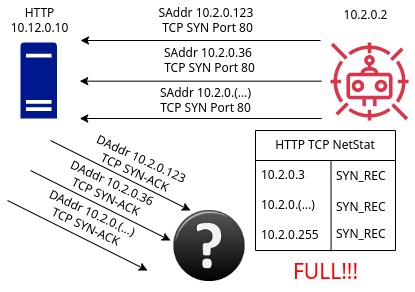 HTTP
10.12.0.10
SAddr 10.2.0.123
TCP SYN Port 80
10.2.0.2
SAddr 10.2.0.36
TCP SYN Port 80
SAddr 10.2.0.(...)
TCP SYN Port 80
DAddr 10.2.0.123
TCP SYN-ACK
DAddr 10.2.0.36
TCP SYN-ACK
DAddr 10.2.0.(...)
TCP SYN-ACK
?
HTTP TCP NetStat
10.2.0.3 SYN_REC
10.2.0.(...) SYN_REC
10.2.0.255 SYN_REC
FULL!!!